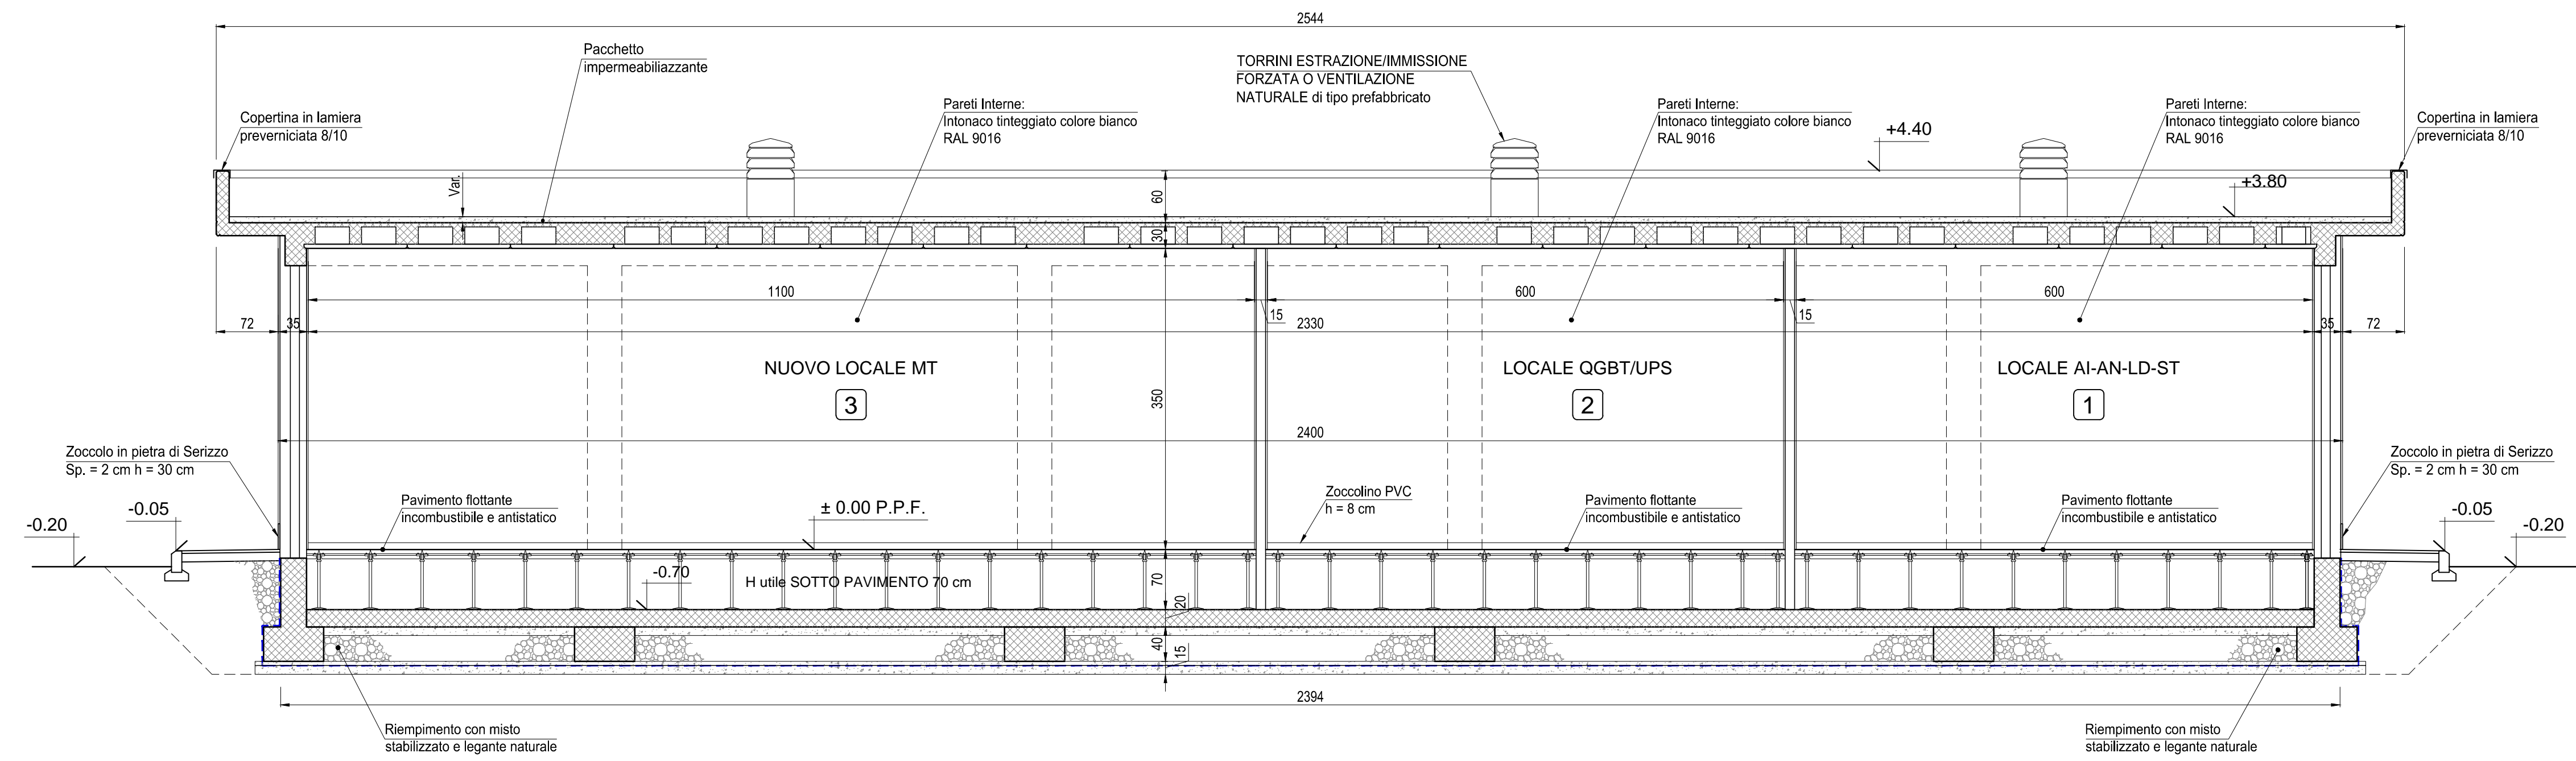 2544
Pacchetto
impermeabiliazzante
TORRINI ESTRAZIONE/IMMISSIONE
FORZATA O VENTILAZIONE
NATURALE di tipo prefabbricato
Copertina in lamiera
preverniciata 8/10
Pareti Interne:
Intonaco tinteggiato colore bianco
RAL 9016
Pareti Interne:
Intonaco tinteggiato colore bianco
RAL 9016
Pareti Interne:
Intonaco tinteggiato colore bianco
RAL 9016
Copertina in lamiera
preverniciata 8/10
+4.40
Var.
60
+3.80
30
1100
600
600
15
15
72
35
2330
35
72
NUOVO LOCALE MT
3
LOCALE QGBT/UPS
2
LOCALE AI-AN-LD-ST
1
350
2400
Zoccolo in pietra di Serizzo
Sp. = 2 cm h = 30 cm
Zoccolo in pietra di Serizzo
Sp. = 2 cm h = 30 cm
Pavimento flottante
incombustibile e antistatico
± 0.00 P.P.F.
Zoccolino PVC
h = 8 cm
Pavimento flottante
incombustibile e antistatico
Pavimento flottante
incombustibile e antistatico
-0.20
-0.05
-0.05
-0.20
-0.70
H utile SOTTO PAVIMENTO 70 cm
70
20
40
15
2394
Riempimento con misto
stabilizzato e legante naturale
Riempimento con misto
stabilizzato e legante naturale